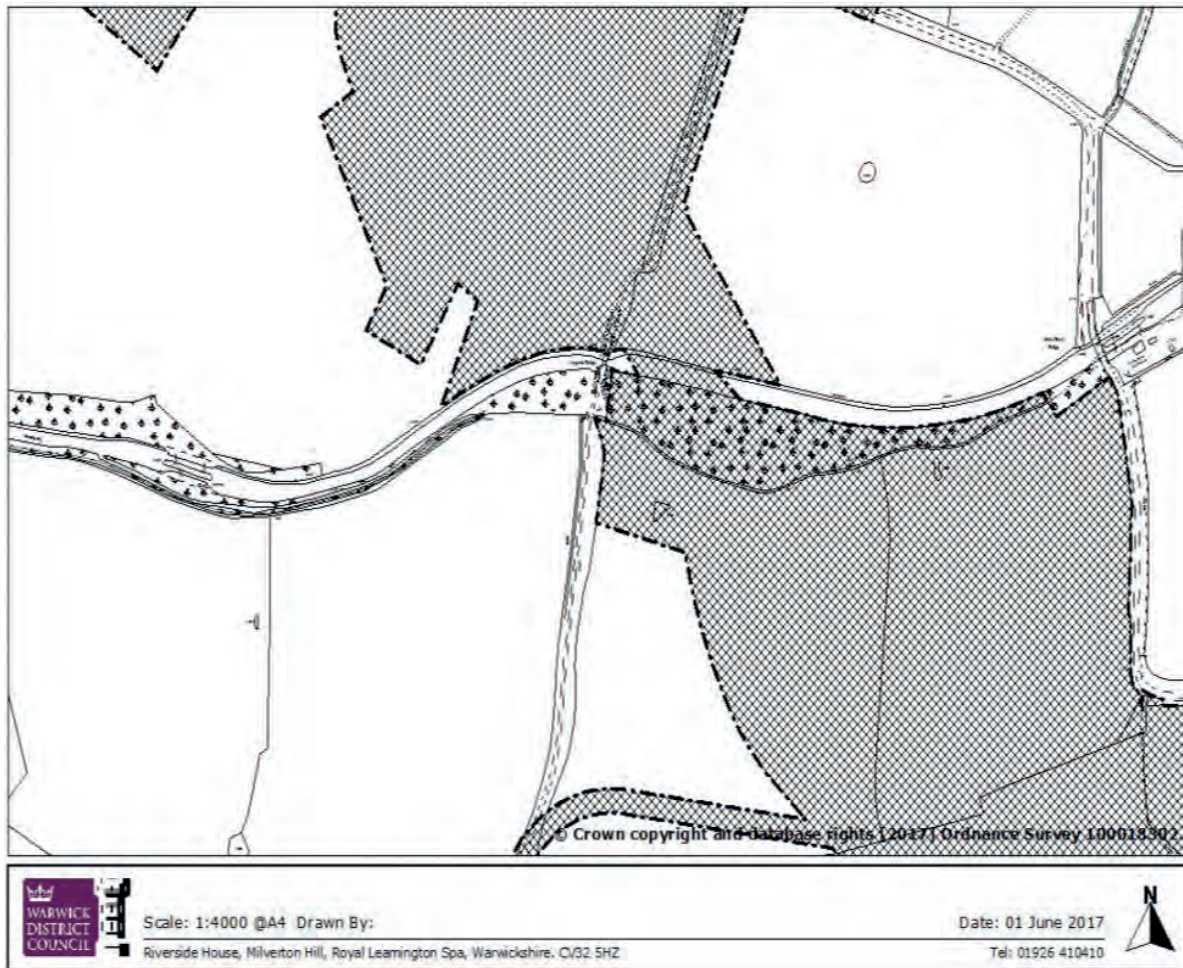 © Crown copyright and database rights [2017] Ordnance Survey 100018302.
WARWICK
DISTRICT
COUNCIL
Scale: 1:4000 @A4 Drawn By:
Date: 01 June 2017
Riverside House, Milverton Hill, Royal Leamington Spa, Warwickshire. CV32 5HZ
Tel: 01926 410410
N